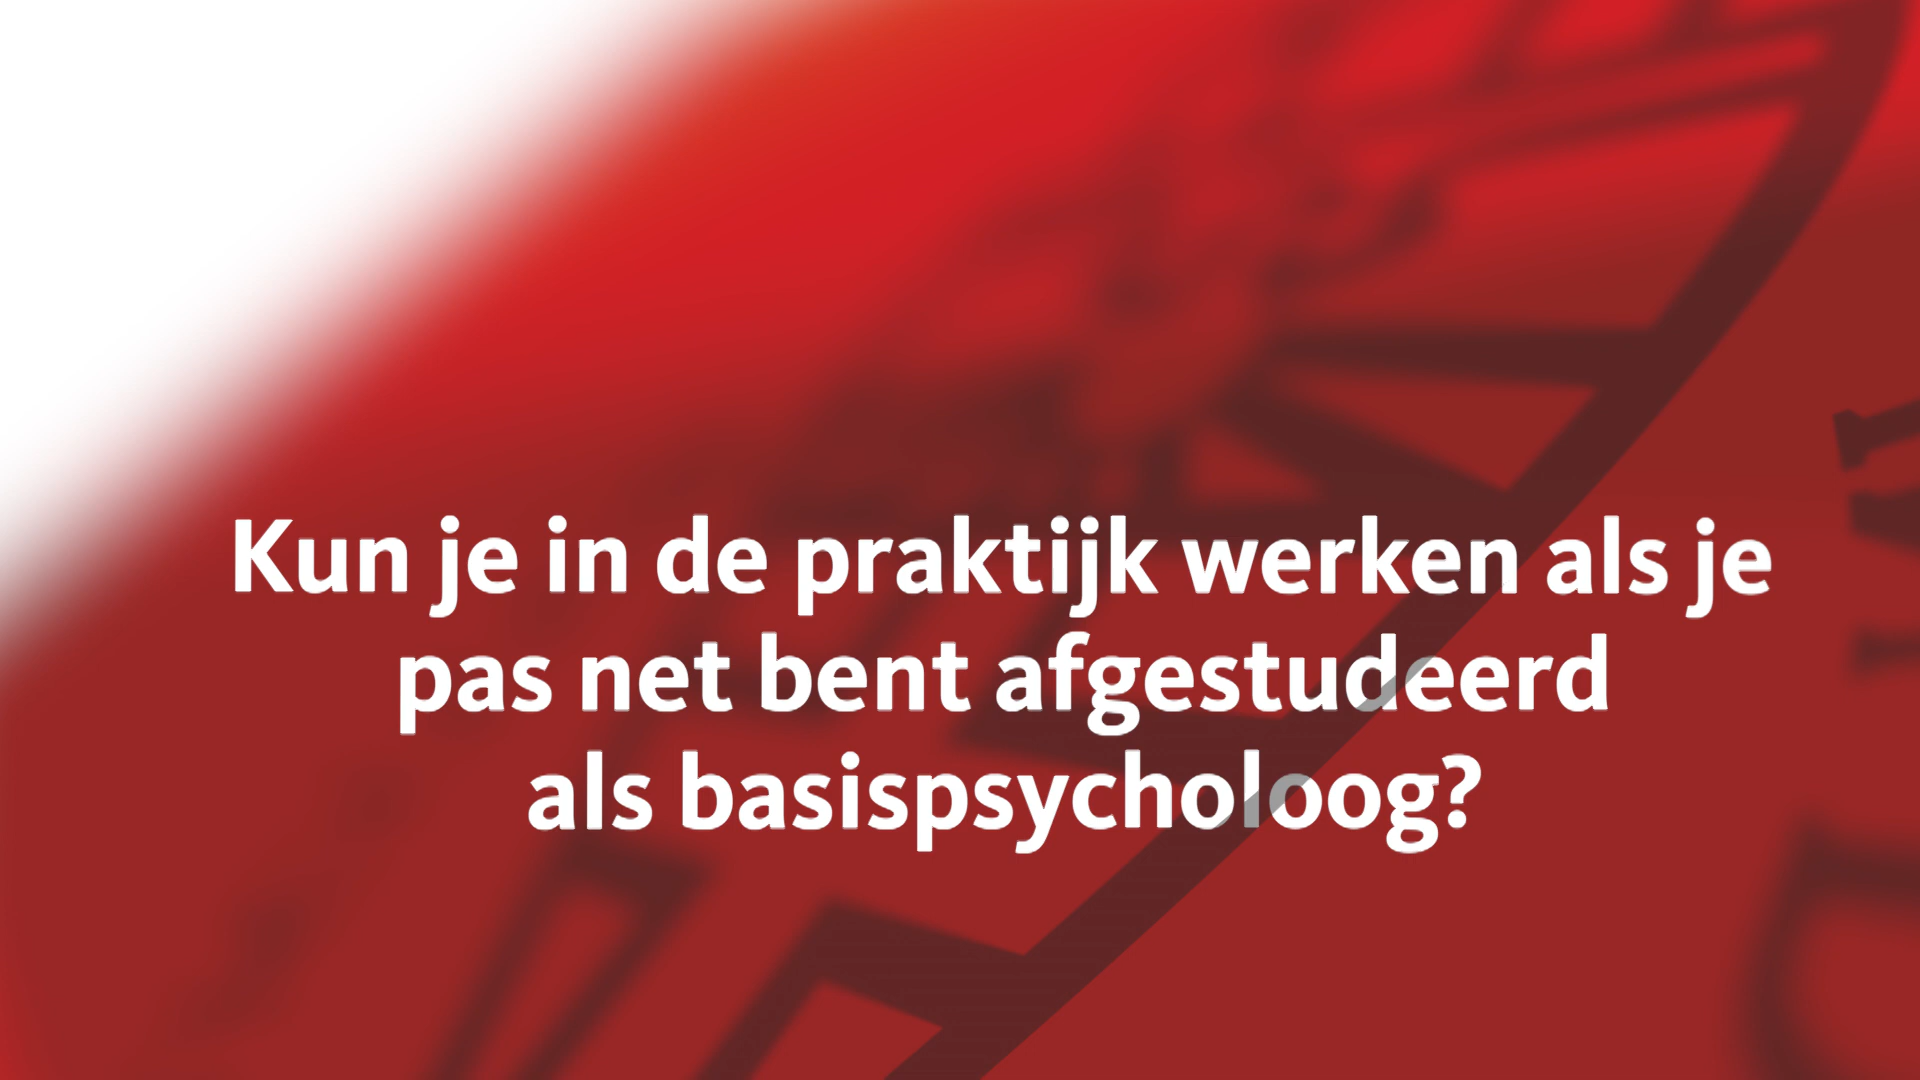 Kun je in de praktijk werken als je
pas net bent afgestudeerd
als basispsycholoog?